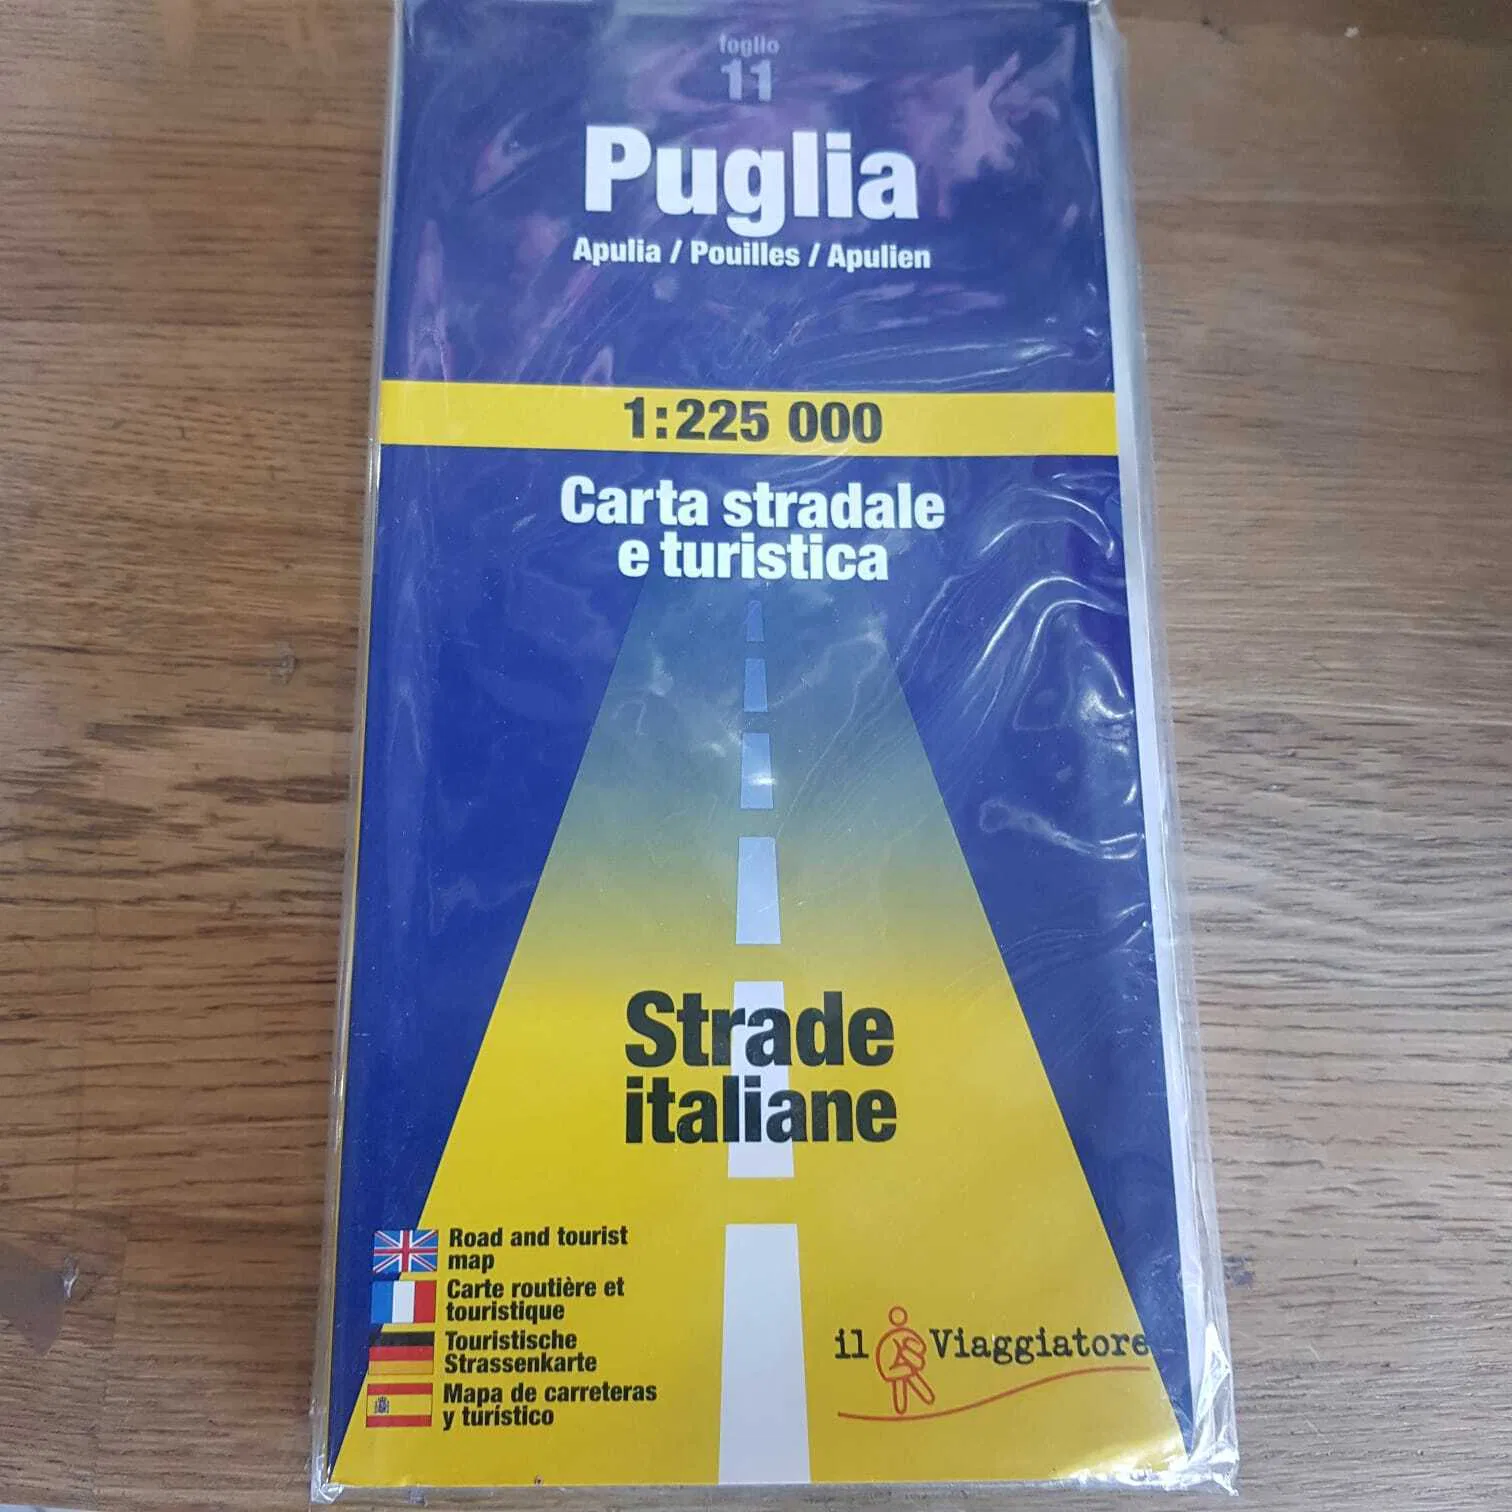 foglio
11
Puglia
Apulia / Pouilles / Apulien
1:225 000
Carta stradale
e turistica
Strade
italiane
Road and tourist
map
Carte routière et
touristique
Touristische
Strassenkarte
Mapa de carreteras
y turístico
il Viaggiatore